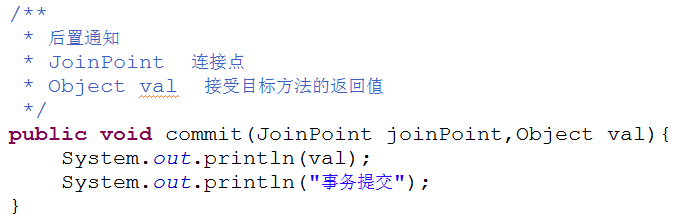 /**
 * 后置通知
 * JoinPoint  连接点
 * Object val  接受目标方法的返回值
 */
public void commit(JoinPoint joinPoint,Object val){
    System.out.println(val);
    System.out.println("事务提交");
}